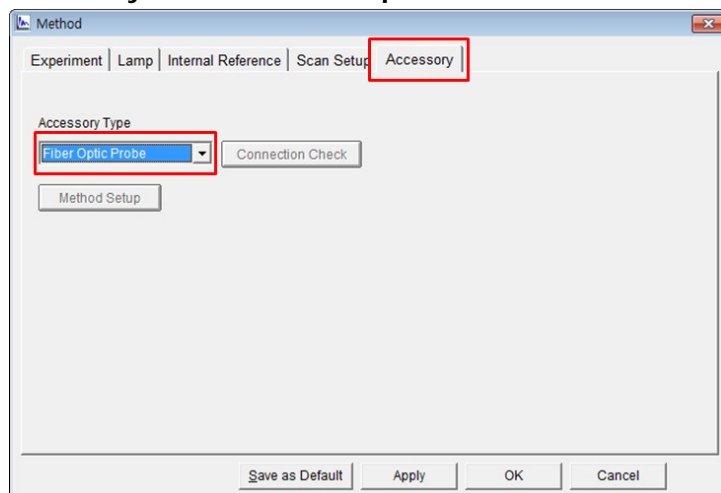 Method
Experiment Lamp Internal Reference Scan Setup Accessory
Accessory Type
Fiber Optic Probe Connection Check
Method Setup
Save as Default Apply OK Cancel